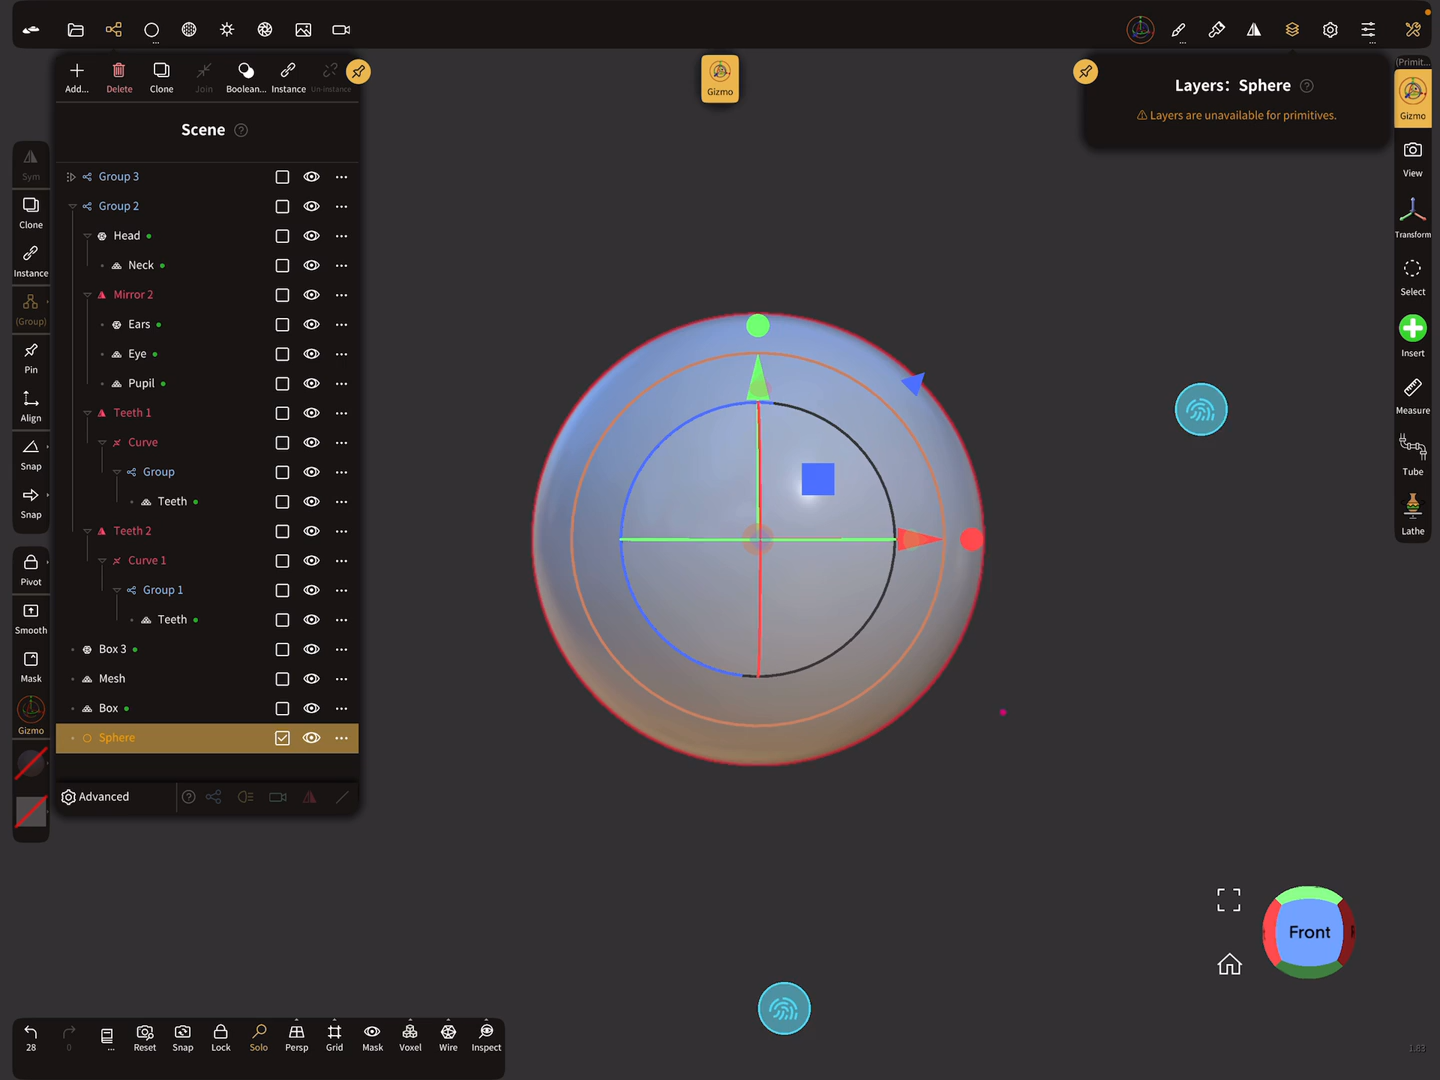 Add...
Delete
Clone
Join
Boolean...
Instance
Un-instance
Scene
Group 3
Group 2
Head
Neck
Mirror 2
Ears
Eye
Pupil
Teeth 1
Curve
Group
Teeth
Teeth 2
Curve 1
Group 1
Teeth
Box 3
Mesh
Box
Sphere
Advanced
Sym
Clone
Instance
(Group)
Pin
Align
Snap
Snap
Pivot
Smooth
Mask
Gizmo
Gizmo
Layers: Sphere
Layers are unavailable for primitives.
(Primit...
Gizmo
View
Transform
Select
Insert
Measure
Tube
Lathe
Front
28
0
...
Reset
Snap
Lock
Solo
Persp
Grid
Mask
Voxel
Wire
Inspect
1.83